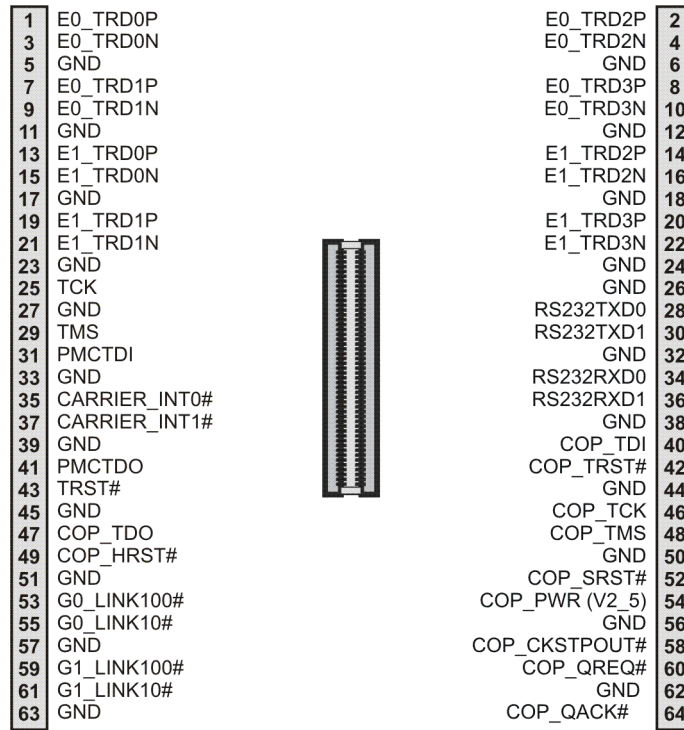 1 E0_TRD0P E0_TRD2P 2
3 E0_TRD0N E0_TRD2N 4
5 GND GND 6
7 E0_TRD1P E0_TRD3P 8
9 E0_TRD1N E0_TRD3N 10
11 GND GND 12
13 E1_TRD0P E1_TRD2P 14
15 E1_TRD0N E1_TRD2N 16
17 GND GND 18
19 E1_TRD1P E1_TRD3P 20
21 E1_TRD1N E1_TRD3N 22
23 GND GND 24
25 TCK GND 26
27 GND RS232TXD0 28
29 TMS RS232TXD1 30
31 PMCTDI GND 32
33 GND RS232RXD0 34
35 CARRIER_INT0# RS232RXD1 36
37 CARRIER_INT1# GND 38
39 GND COP_TDI 40
41 PMCTDO COP_TRST# 42
43 TRST# GND 44
45 GND COP_TCK 46
47 COP_TDO COP_TMS 48
49 COP_HRST# GND 50
51 GND COP_SRST# 52
53 G0_LINK100# COP_PWR (V2_5) 54
55 G0_LINK10# GND 56
57 GND COP_CKSTPOUT# 58
59 G1_LINK100# COP_QREQ# 60
61 G1_LINK10# GND 62
63 GND COP_QACK# 64